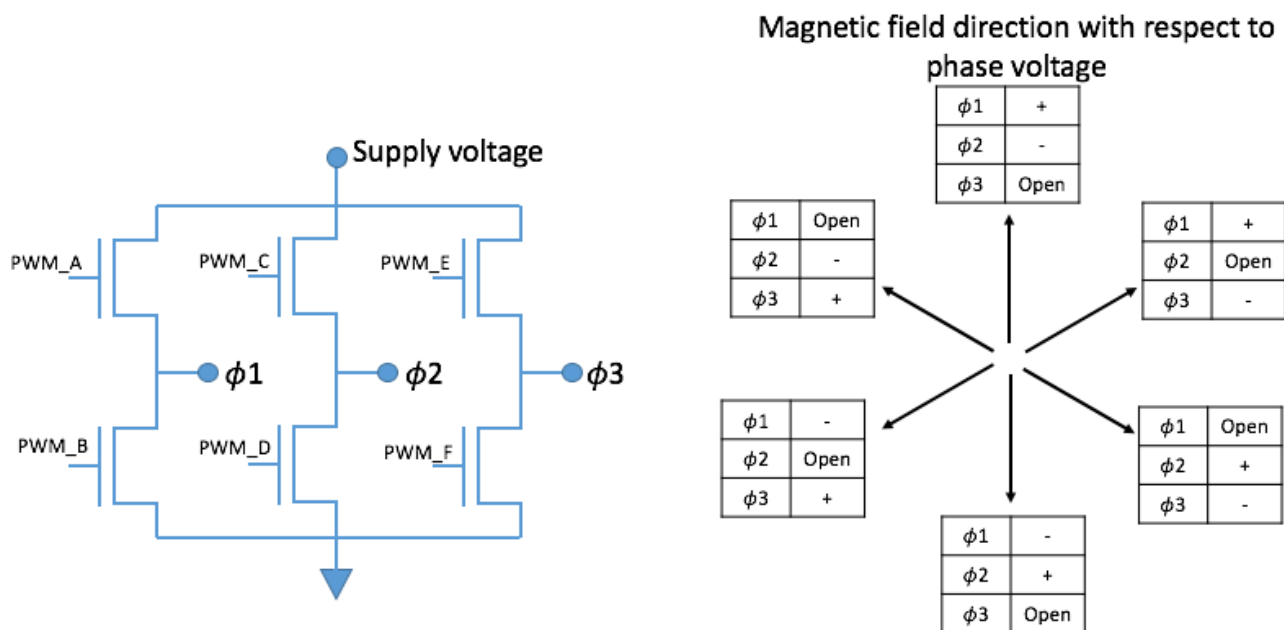 Magnetic field direction with respect to
phase voltage
Supply voltage
PWM_A
PWM_C
PWM_E
ϕ1
ϕ2
ϕ3
PWM_B
PWM_D
PWM_F
ϕ1 +
ϕ2 -
ϕ3 Open
ϕ1 Open
ϕ2 -
ϕ3 +
ϕ1 +
ϕ2 Open
ϕ3 -
ϕ1 -
ϕ2 Open
ϕ3 +
ϕ1 Open
ϕ2 +
ϕ3 -
ϕ1 -
ϕ2 +
ϕ3 Open